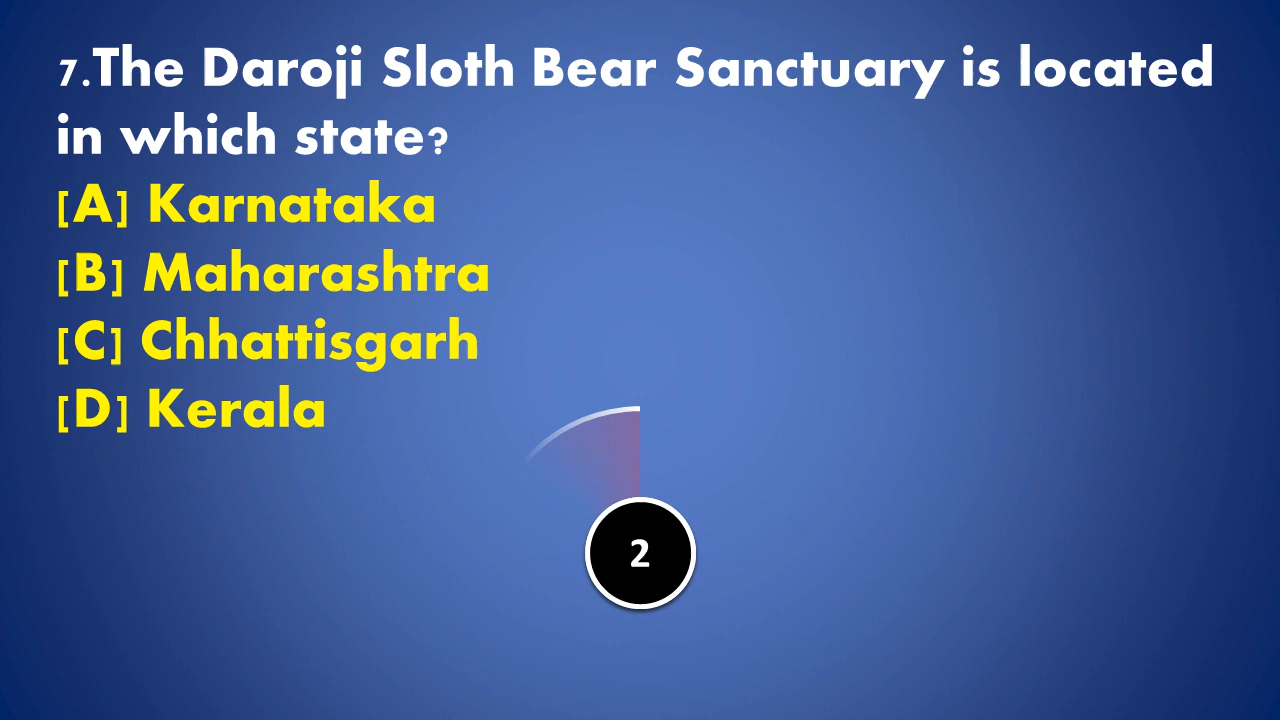 7.The Daroji Sloth Bear Sanctuary is located
in which state?
[A] Karnataka
[B] Maharashtra
[C] Chhattisgarh
[D] Kerala
2